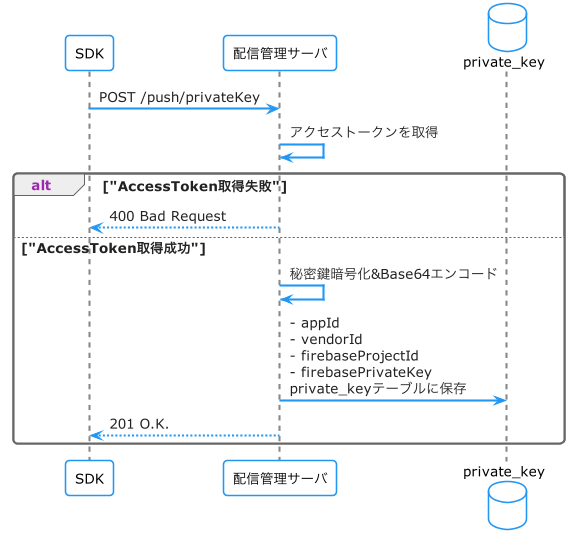 SDK
配信管理サーバ
private_key
POST /push/privateKey
アクセストークンを取得
alt
["AccessToken取得失敗"]
400 Bad Request
["AccessToken取得成功"]
秘密鍵暗号化&Base64エンコード
- appId
- vendorId
- firebaseProjectId
- firebasePrivateKey
private_keyテーブルに保存
201 O.K.
SDK
配信管理サーバ
private_key